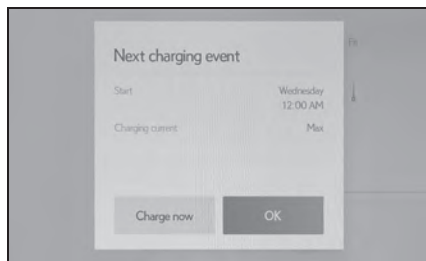 Next charging event
Start Wednesday
12:00 AM
Charging current Max
Charge now OK